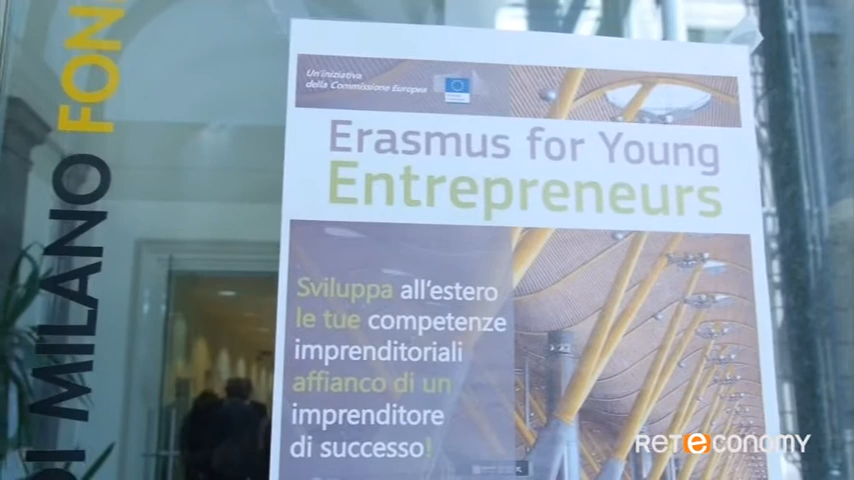 DI MILANO FON
Un'iniziativa
della Commissione Europea
Erasmus for Young
Entrepreneurs
Sviluppa all'estero
le tue competenze
imprenditoriali
affianco di un
imprenditore
di successo!
RETeCONOMY